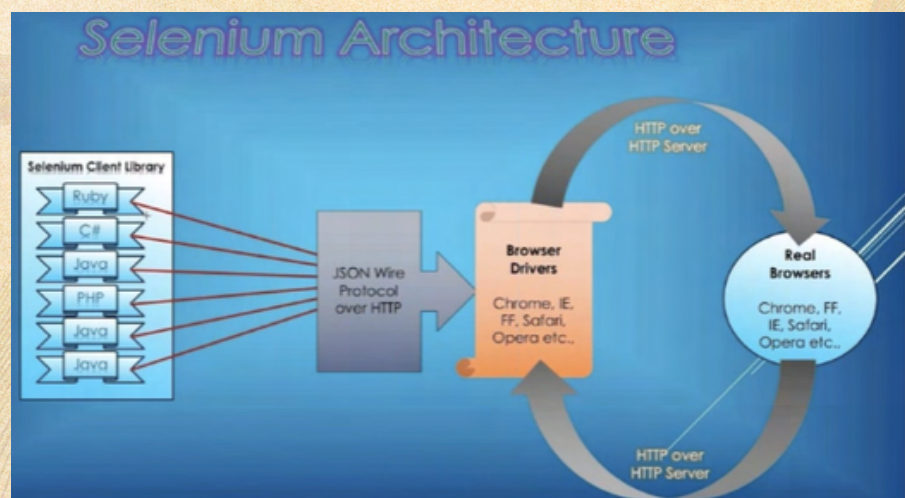 Selenium Architecture
Selenium Client Library
Ruby
C#
Java
PHP
Java
Java
JSON Wire
Protocol
over HTTP
Browser
Drivers
Chrome, IE,
FF, Safari,
Opera etc.,
HTTP over
HTTP Server
Real
Browsers
Chrome, FF,
IE, Safari,
Opera etc.,
HTTP over
HTTP Server